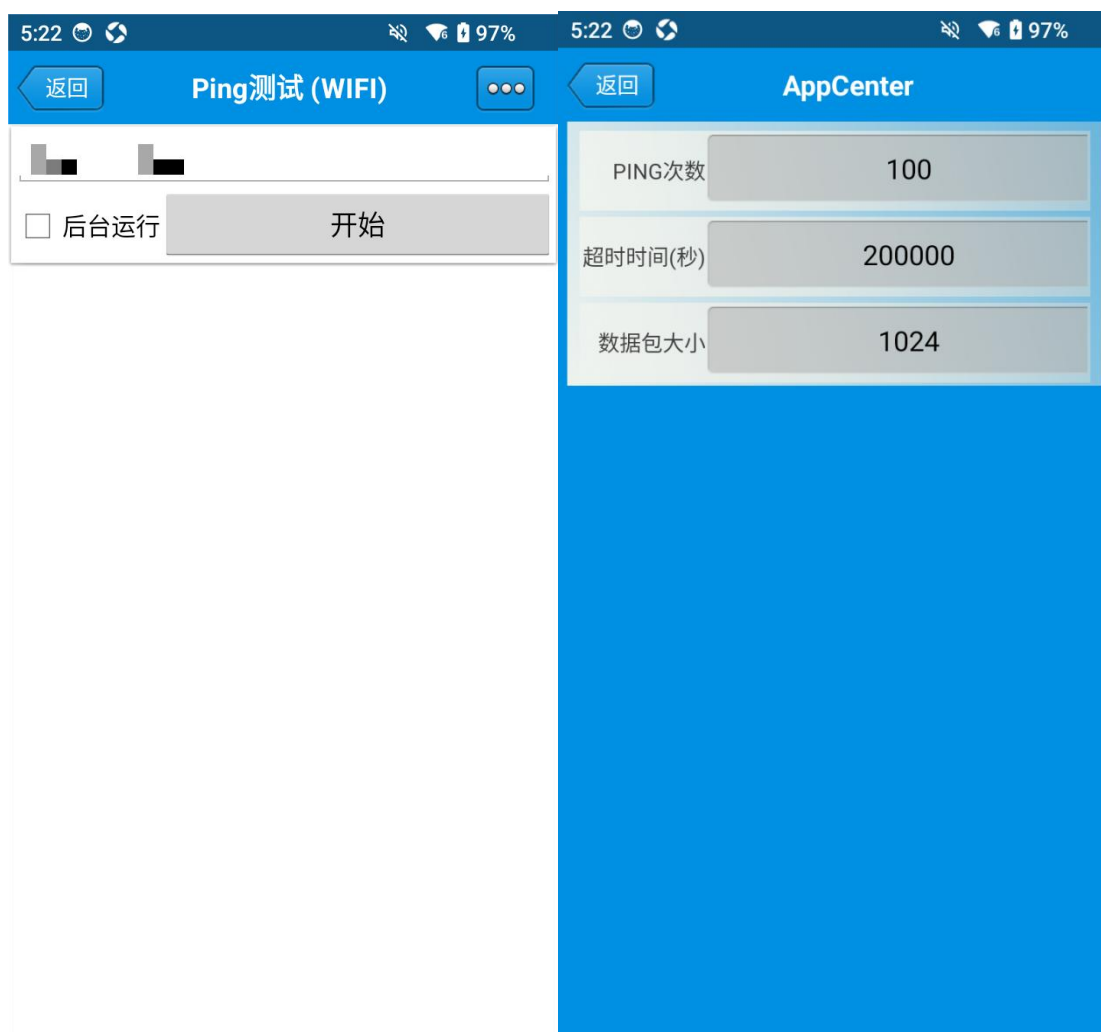 5:22 97%
返回 Ping测试 (WIFI)
后台运行 开始
5:22 6 97%
返回 AppCenter
PING次数 100
超时时间(秒) 200000
数据包大小 1024